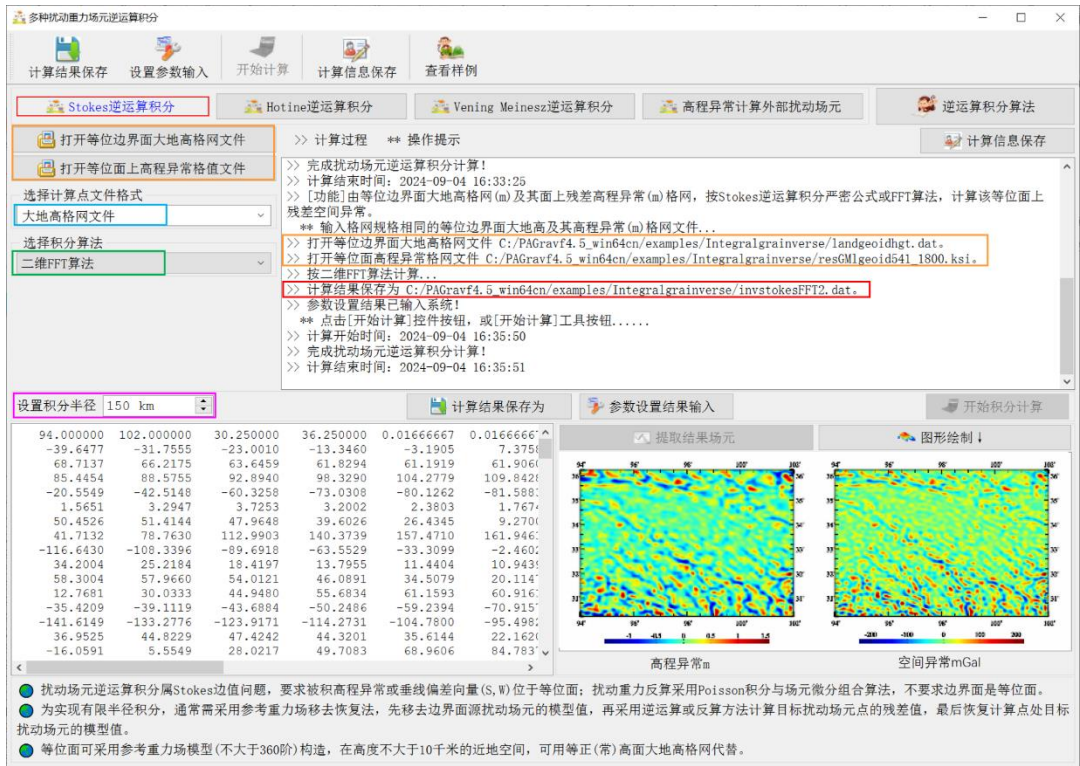 多种扰动重力场元逆运算积分
计算结果保存 设置参数输入 开始计算 计算信息保存 查看样例
Stokes逆运算积分 Hotine逆运算积分 Vening Meinesz逆运算积分 高程异常计算外部扰动场元 逆运算积分算法
打开等位边界面大地高格网文件
打开等位面上高程异常格值文件
选择计算点文件格式
大地高格网文件
选择积分算法
二维FFT算法
>> 计算过程 ** 操作提示
计算信息保存
>> 完成扰动场元逆运算积分计算!
>> 计算结束时间: 2024-09-04 16:33:25
>> [功能]由等位边界面大地高格网(m)及其面上残差高程异常(m)格网，按Stokes逆运算积分严密公式或FFT算法，计算该等位面上
残差空间异常。
** 输入格网规格相同的等位边界面大地高及其高程异常(m)格网文件...
>> 打开等位边界面大地高格网文件 C:/PAGravf4.5_win64cn/examples/Integralgrainverse/landgeoidhgt.dat。
>> 打开等位面高程异常格网文件 C:/PAGravf4.5_win64cn/examples/Integralgrainverse/resGMlgeoid541_1800.ksi。
>> 按二维FFT算法计算...
>> 计算结果保存为 C:/PAGravf4.5_win64cn/examples/Integralgrainverse/invstokesFFT2.dat。
>> 参数设置结果已输入系统!
** 点击[开始计算]控件按钮，或[开始计算]工具按钮......
>> 计算开始时间: 2024-09-04 16:35:50
>> 完成扰动场元逆运算积分计算!
>> 计算结束时间: 2024-09-04 16:35:51
设置积分半径 150 km 计算结果保存为 参数设置结果输入 开始积分计算
94.000000 102.000000 30.250000 36.250000 0.01666667 0.0166666
-39.6477 -31.7555 -23.0010 -13.3460 -3.1905 7.375
68.7137 66.2175 63.6459 61.8294 61.1919 61.906
85.4454 88.5755 92.8940 98.3290 104.2775 109.842
-20.5549 -42.5148 -60.3258 -73.0308 -80.1262 -81.588
1.5651 3.2947 3.7253 3.2002 2.3803 1.767
50.4526 51.4144 47.9648 39.6026 26.4345 9.270
41.7132 78.7630 112.9903 140.3739 157.4710 161.946
-116.6430 -108.3396 -89.6918 -63.5529 -33.3099 -2.460
34.2004 25.2184 18.4197 13.7955 11.4404 10.943
58.3004 57.9660 54.0121 46.0891 34.5079 20.114
12.7681 30.0333 44.9480 55.6834 61.1593 60.916
-35.4209 -39.1119 -43.6884 -50.2486 -59.2394 -70.915
-141.6149 -133.2776 -123.9171 -114.2731 -104.7800 -95.498
36.9525 44.8229 47.4242 44.3201 35.6144 22.162
-16.0591 5.5549 28.0217 49.7083 68.9606 84.783
提取结果场元 图形绘制↓
高程异常m 空间异常mGal
扰动场元逆运算积分属Stokes边值问题，要求被积高程异常或垂线偏差向量(S,W)位于等位面；扰动重力反算采用Poisson积分与场元微分组合算法，不要求边界面是等位面。
为实现有限半径积分，通常需采用参考重力场移去恢复法，先移去边界面源扰动场元的模型值，再采用逆运算或反算方法计算目标扰动场元点的残差值，最后恢复计算点处目标
扰动场元的模型值。
等位面可采用参考重力场模型(不大于360阶)构造，在高度不大于10千米的近地空间，可用等正(常)高面大地高格网代替。